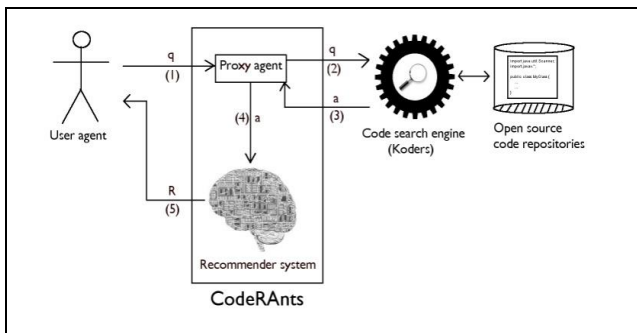 q
(1)
Proxy agent
q
(2)
a
(3)
(4) a
User agent
Code search engine
(Koders)
Open source
code repositories
R
(5)
Recommender system
CodeRAnts